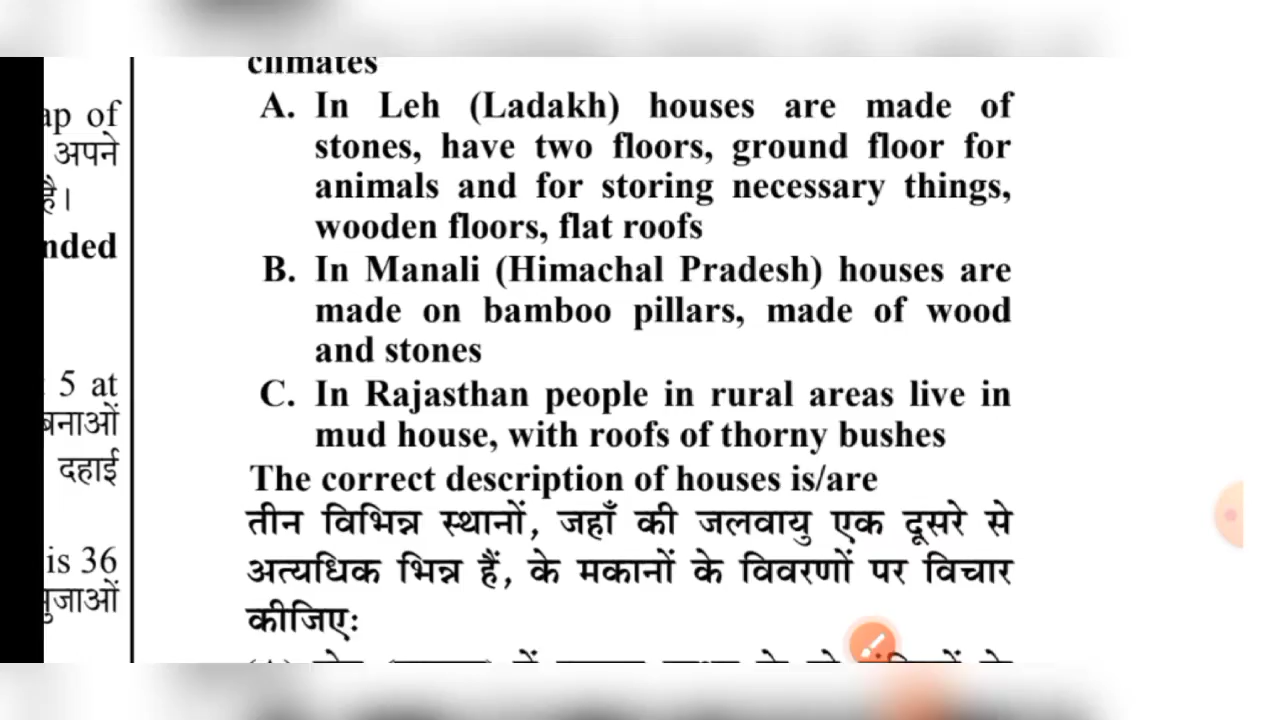 climates
A. In Leh (Ladakh) houses are made of
stones, have two floors, ground floor for
animals and for storing necessary things,
wooden floors, flat roofs
B. In Manali (Himachal Pradesh) houses are
made on bamboo pillars, made of wood
and stones
C. In Rajasthan people in rural areas live in
mud house, with roofs of thorny bushes
The correct description of houses is/are
तीन विभिन्न स्थानों, जहाँ की जलवायु एक दूसरे से
अत्यधिक भिन्न हैं, के मकानों के विवरणों पर विचार
कीजिएः
of
अपने
है।
5 at
दहाई
is 36